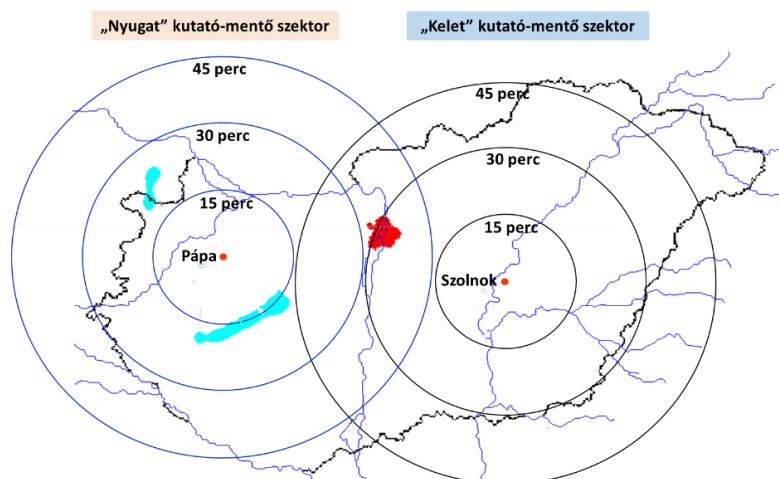 „Nyugat” kutató-mentő szektor
„Kelet” kutató-mentő szektor
45 perc
30 perc
15 perc
Pápa
45 perc
30 perc
15 perc
Szolnok